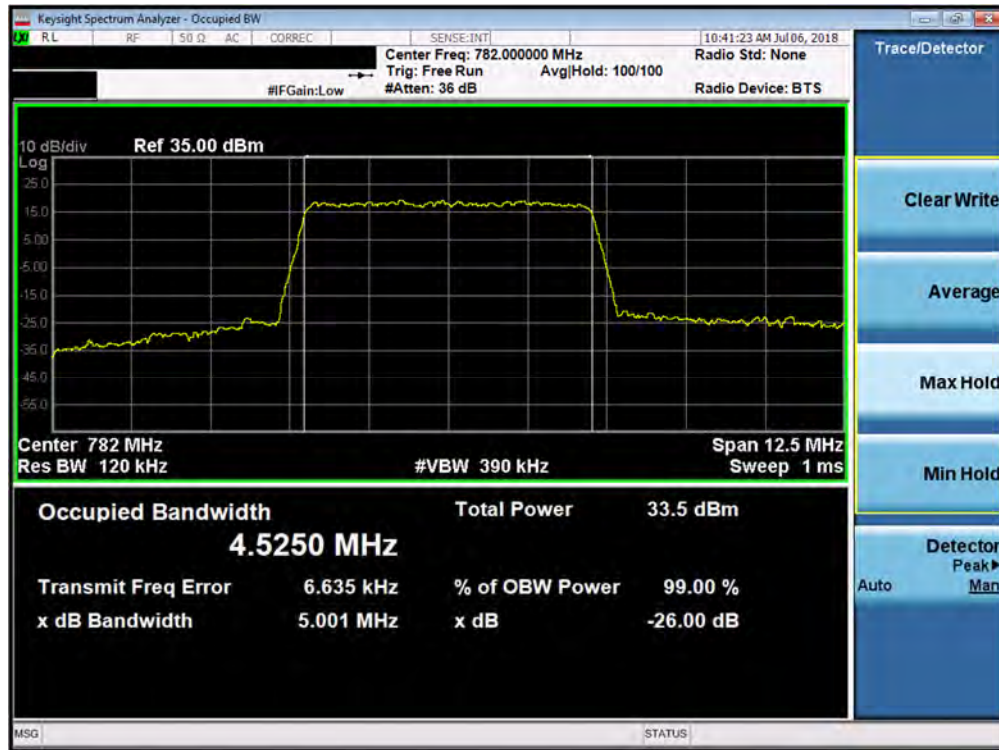 Keysight Spectrum Analyzer - Occupied BW
LXI RL RF 50 Ω AC CORREC SENSE:INT 10:41:23 AM Jul 06, 2018
Center Freq: 782.000000 MHz Radio Std: None
Trig: Free Run Avg|Hold: 100/100
#IFGain:Low #Atten: 36 dB Radio Device: BTS
Trace/Detector
10 dB/div Ref 35.00 dBm
Log
25.0
15.0
5.00
-5.00
-15.0
-25.0
-35.0
-45.0
-55.0
Center 782 MHz Span 12.5 MHz
Res BW 120 kHz #VBW 390 kHz Sweep 1 ms
Occupied Bandwidth Total Power 33.5 dBm
4.5250 MHz
Transmit Freq Error 6.635 kHz % of OBW Power 99.00 %
x dB Bandwidth 5.001 MHz x dB -26.00 dB
Clear Write
Average
Max Hold
Min Hold
Detector
Peak▶
Auto Man
MSG STATUS